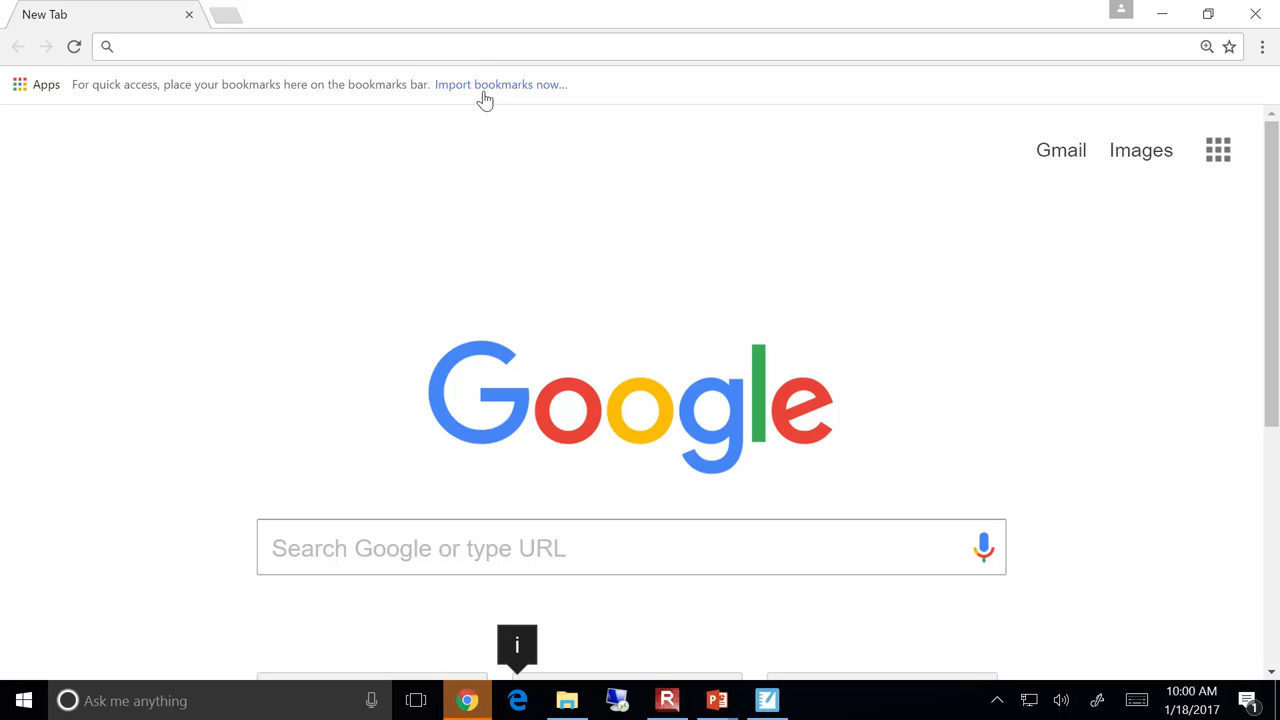 New Tab
Apps For quick access, place your bookmarks here on the bookmarks bar. Import bookmarks now...
Gmail Images
Google
Search Google or type URL
i
Ask me anything
10:00 AM
1/18/2017
1